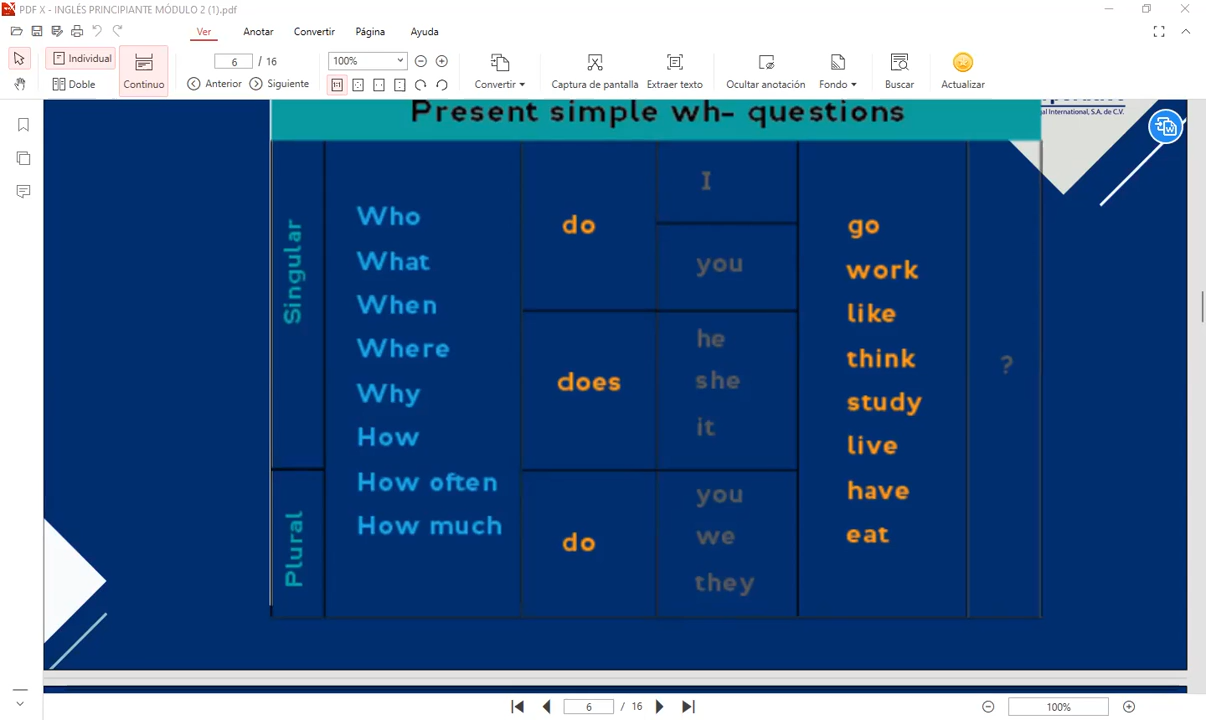 PDF X - INGLÉS PRINCIPIANTE MÓDULO 2 (1).pdf
Ver Anotar Convertir Página Ayuda
Individual
Doble
Continuo
6 / 16
Anterior Siguiente
100%
Convertir
Captura de pantalla
Extraer texto
Ocultar anotación
Fondo
Buscar
Actualizar
Present simple wh- questions
al International, S.A. de C.V.
Singular
Who
What
When
Where
Why
How
How often
How much
do
I
you
does
he
she
it
Plural
do
you
we
they
go
work
like
think
study
live
have
eat
?
6 / 16
100%